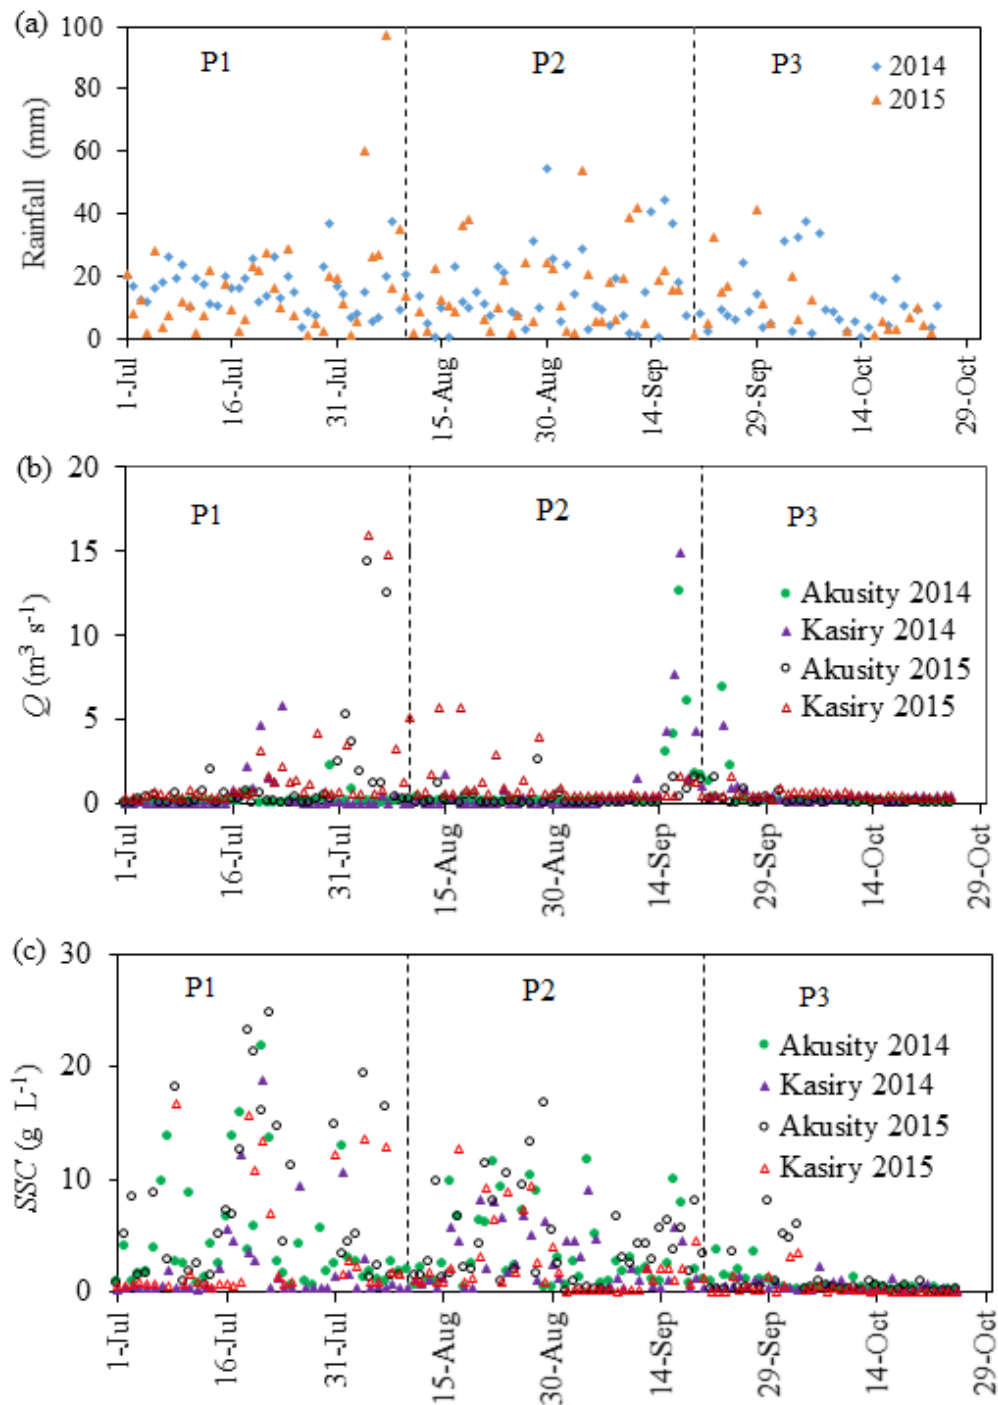 (a)
Rainfall (mm)
100
80
60
40
20
0
P1
P2
P3
2014
2015
1-Jul
16-Jul
31-Jul
15-Aug
30-Aug
14-Sep
29-Sep
14-Oct
29-Oct
(b)
Q (m³ s⁻¹)
20
15
10
5
0
P1
P2
P3
Akusity 2014
Kasiry 2014
Akusity 2015
Kasiry 2015
1-Jul
16-Jul
31-Jul
15-Aug
30-Aug
14-Sep
29-Sep
14-Oct
29-Oct
(c)
SSC (g L⁻¹)
30
20
10
0
P1
P2
P3
Akusity 2014
Kasiry 2014
Akusity 2015
Kasiry 2015
1-Jul
16-Jul
31-Jul
15-Aug
30-Aug
14-Sep
29-Sep
14-Oct
29-Oct